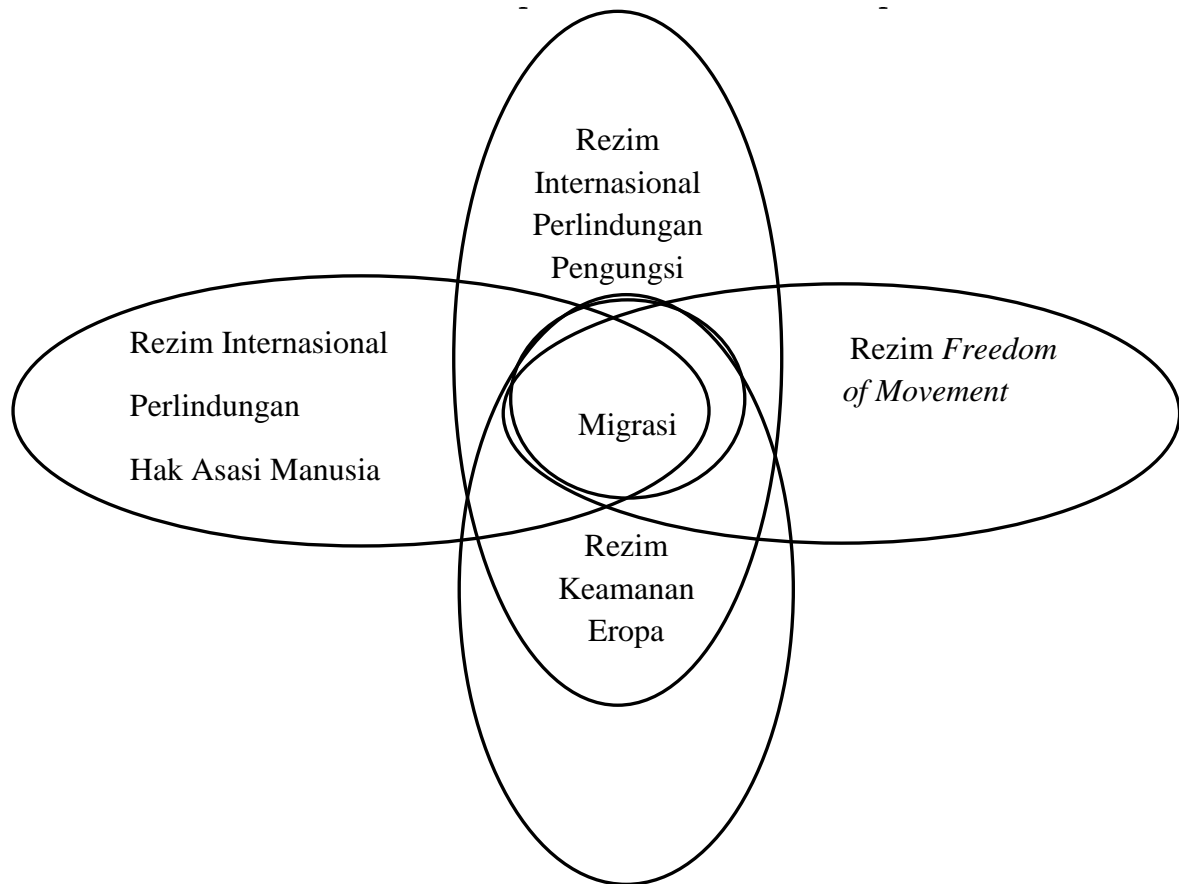 Rezim
Internasional
Perlindungan
Pengungsi
Rezim Internasional
Perlindungan
Hak Asasi Manusia
Rezim Freedom
of Movement
Migrasi
Rezim
Keamanan
Eropa